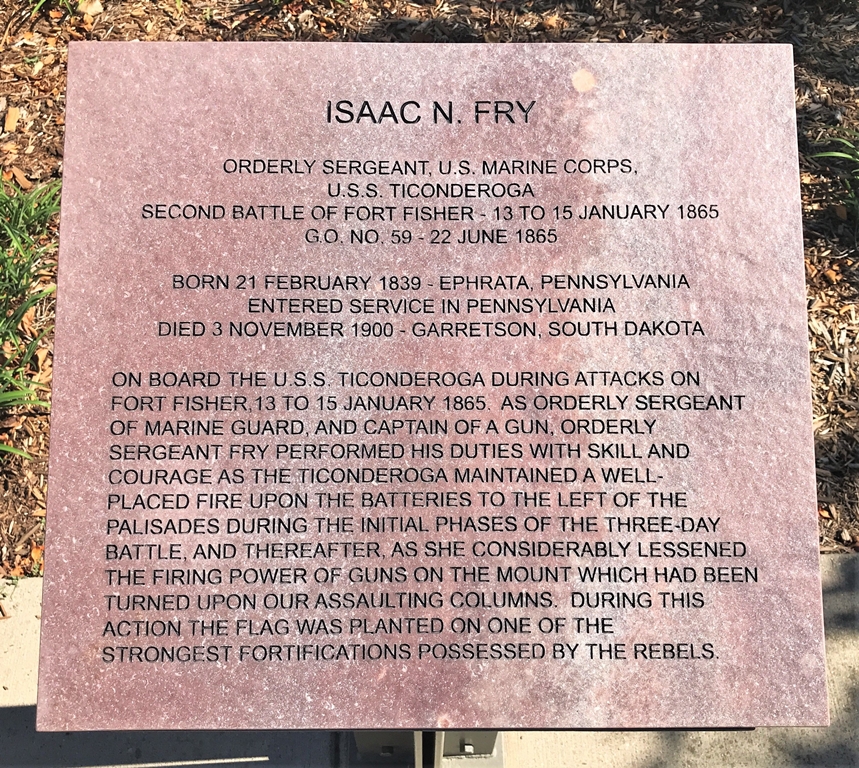 ISAAC N. FRY
ORDERLY SERGEANT, U.S. MARINE CORPS,
U.S.S. TICONDEROGA
SECOND BATTLE OF FORT FISHER - 13 TO 15 JANUARY 1865
G.O. NO. 59 - 22 JUNE 1865
BORN 21 FEBRUARY 1839 - EPHRATA, PENNSYLVANIA
ENTERED SERVICE IN PENNSYLVANIA
DIED 3 NOVEMBER 1900 - GARRETSON, SOUTH DAKOTA
ON BOARD THE U.S.S. TICONDEROGA DURING ATTACKS ON
FORT FISHER,13 TO 15 JANUARY 1865. AS ORDERLY SERGEANT
OF MARINE GUARD, AND CAPTAIN OF A GUN, ORDERLY
SERGEANT FRY PERFORMED HIS DUTIES WITH SKILL AND
COURAGE AS THE TICONDEROGA MAINTAINED A WELL-
PLACED FIRE UPON THE BATTERIES TO THE LEFT OF THE
PALISADES DURING THE INITIAL PHASES OF THE THREE-DAY
BATTLE, AND THEREAFTER, AS SHE CONSIDERABLY LESSENED
THE FIRING POWER OF GUNS ON THE MOUNT WHICH HAD BEEN
TURNED UPON OUR ASSAULTING COLUMNS. DURING THIS
ACTION THE FLAG WAS PLANTED ON ONE OF THE
STRONGEST FORTIFICATIONS POSSESSED BY THE REBELS.